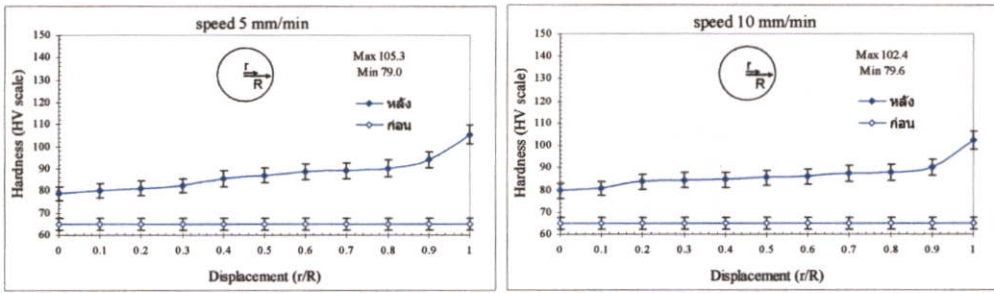 speed 5 mm/min
Hardness (HV scale)
150
140
130
120
110
100
90
80
70
60
r
R
Max 105.3
Min 79.0
หลัง
ก่อน
0 0.1 0.2 0.3 0.4 0.5 0.6 0.7 0.8 0.9 1
Displacement (r/R)
speed 10 mm/min
Hardness (HV scale)
150
140
130
120
110
100
90
80
70
60
r
R
Max 102.4
Min 79.6
หลัง
ก่อน
0 0.1 0.2 0.3 0.4 0.5 0.6 0.7 0.8 0.9 1
Displacement (r/R)